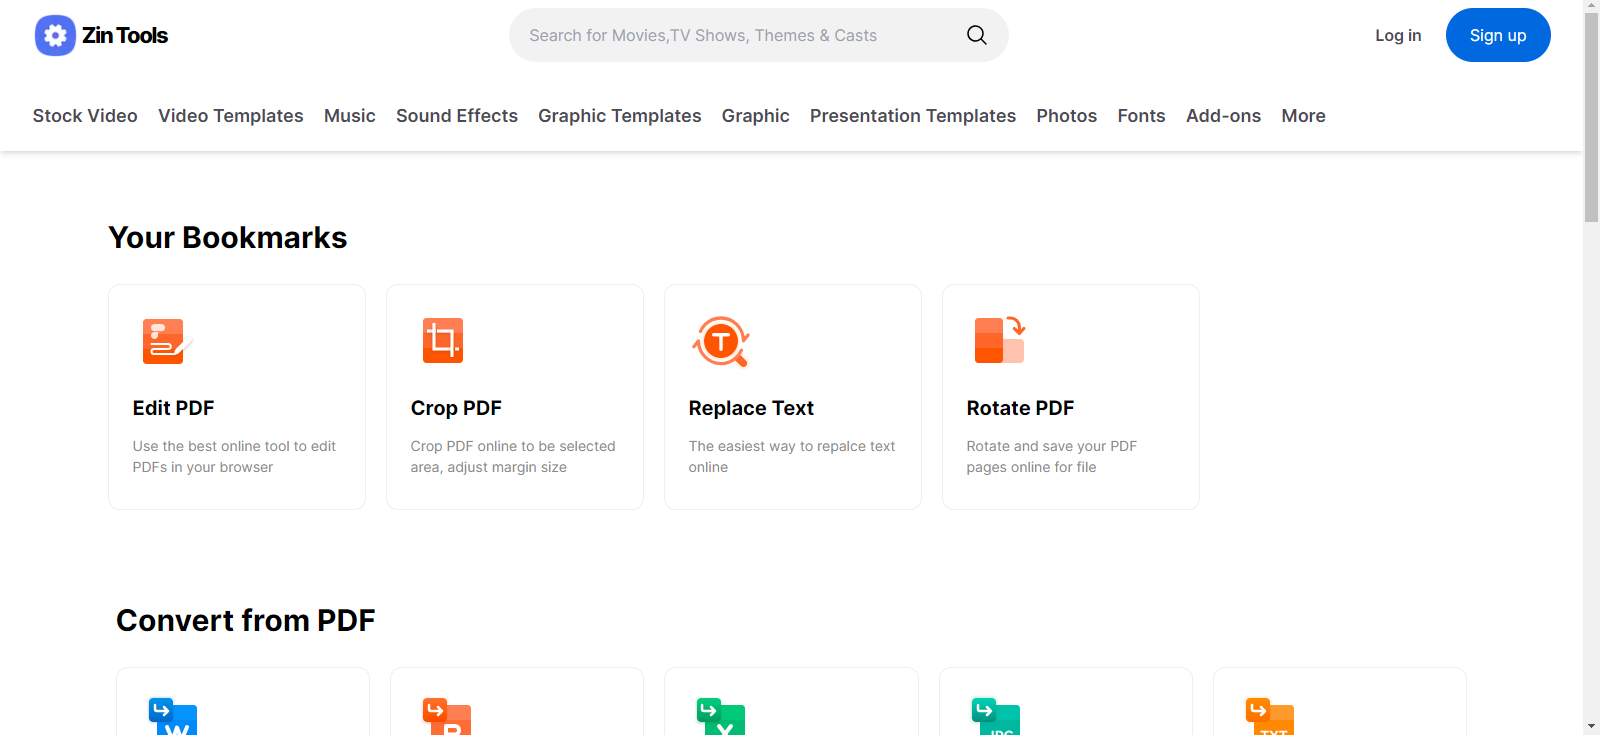 Zin Tools
Search for Movies,TV Shows, Themes & Casts
Log in
Sign up
Stock Video
Video Templates
Music
Sound Effects
Graphic Templates
Graphic
Presentation Templates
Photos
Fonts
Add-ons
More
Your Bookmarks
Edit PDF
Use the best online tool to edit
PDFs in your browser
Crop PDF
Crop PDF online to be selected
area, adjust margin size
T
Replace Text
The easiest way to repalce text
online
Rotate PDF
Rotate and save your PDF
pages online for file
Convert from PDF
W
JPG
TXT